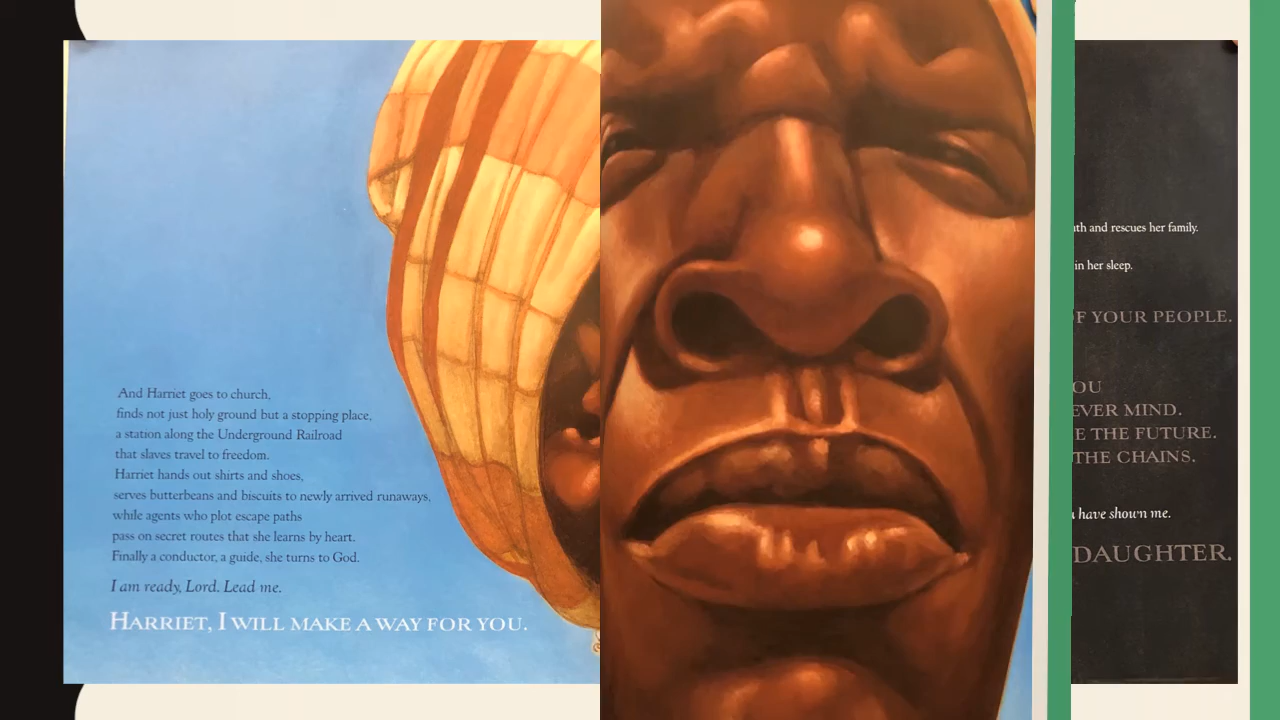 And Harriet goes to church,
finds not just holy ground but a stopping place,
a station along the Underground Railroad
that slaves travel to freedom.
Harriet hands out shirts and shoes,
serves butterbeans and biscuits to newly arrived runaways,
while agents who plot escape paths
pass on secret routes that she learns by heart.
Finally a conductor, a guide, she turns to God.
I am ready, Lord. Lead me.
HARRIET, I WILL MAKE A WAY FOR YOU.
and rescues her family.
in her sleep.
YOUR PEOPLE.
MIND.
THE FUTURE.
THE CHAINS.
have shown me.
DAUGHTER.